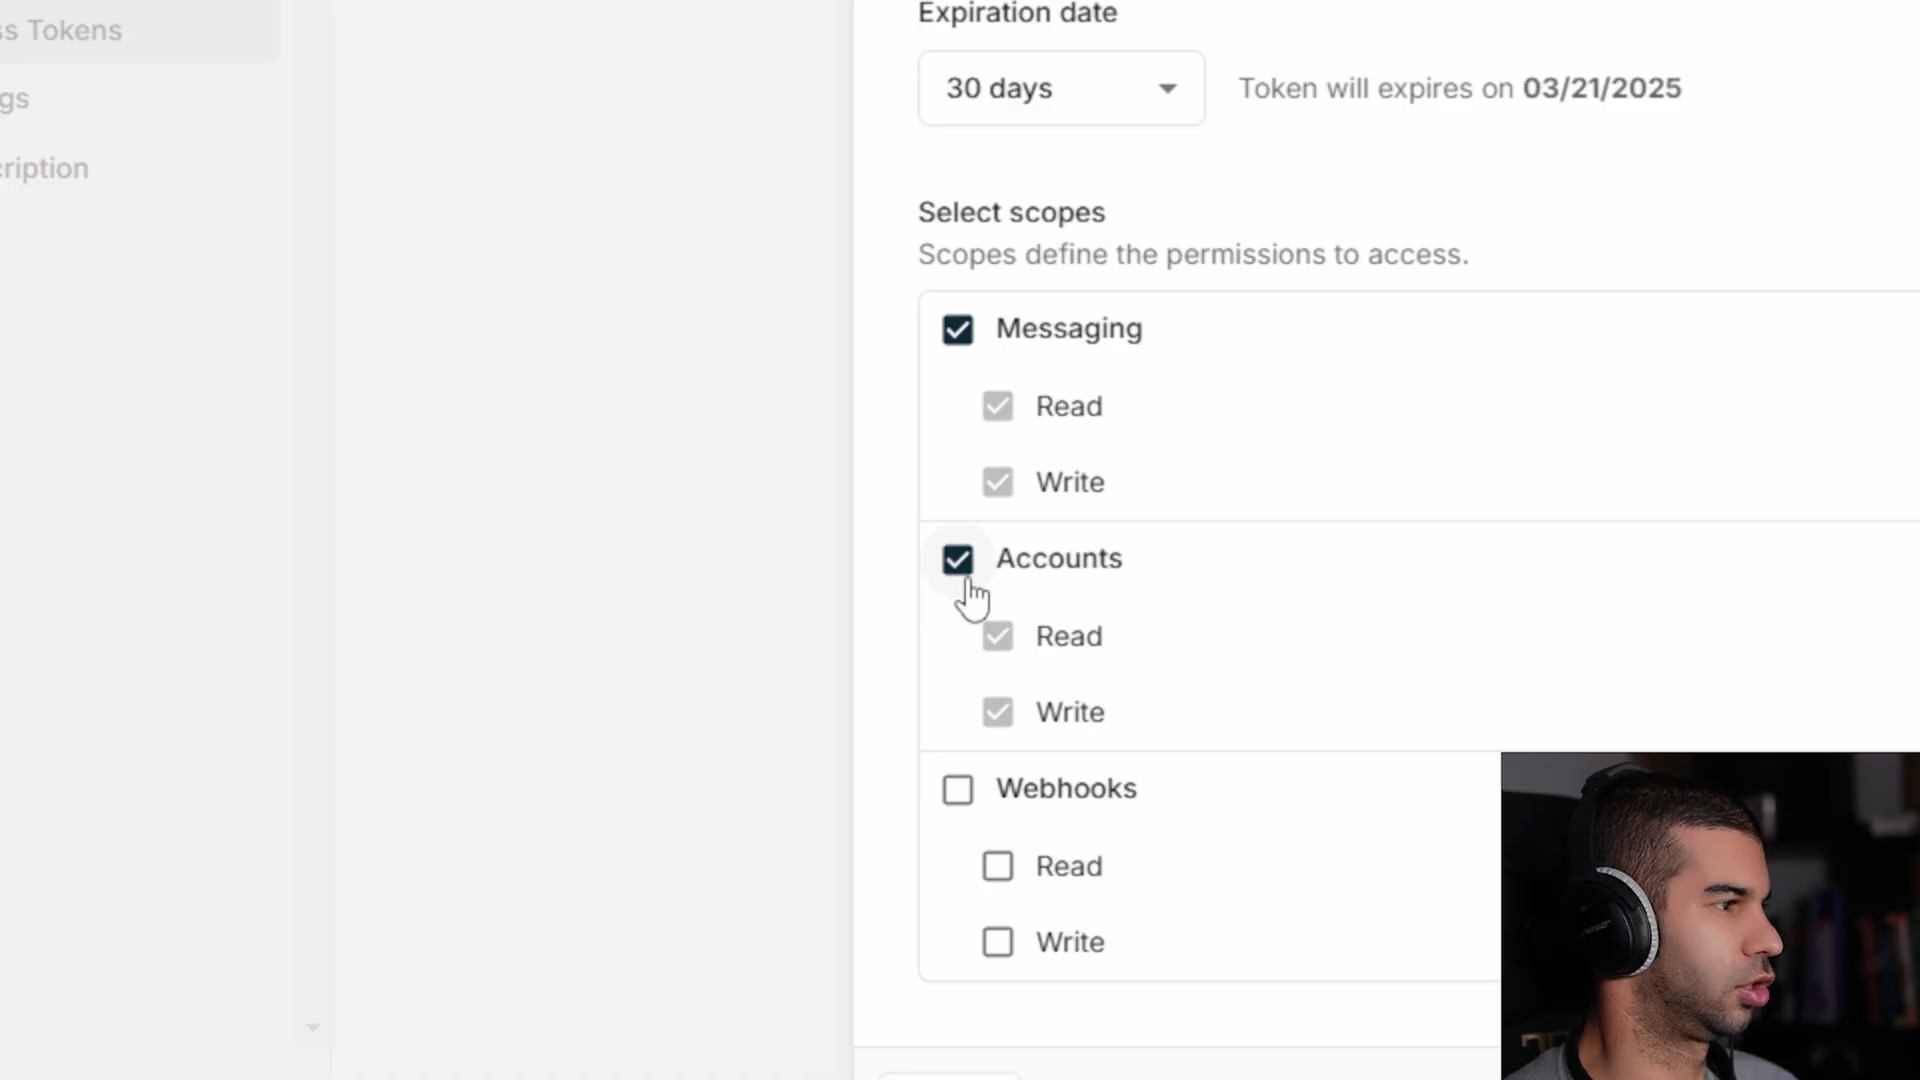 Expiration date
s Tokens
30 days
Token will expires on 03/21/2025
gs
cription
Select scopes
Scopes define the permissions to access.
Messaging
Read
Write
Accounts
Read
Write
Webhooks
Read
Write